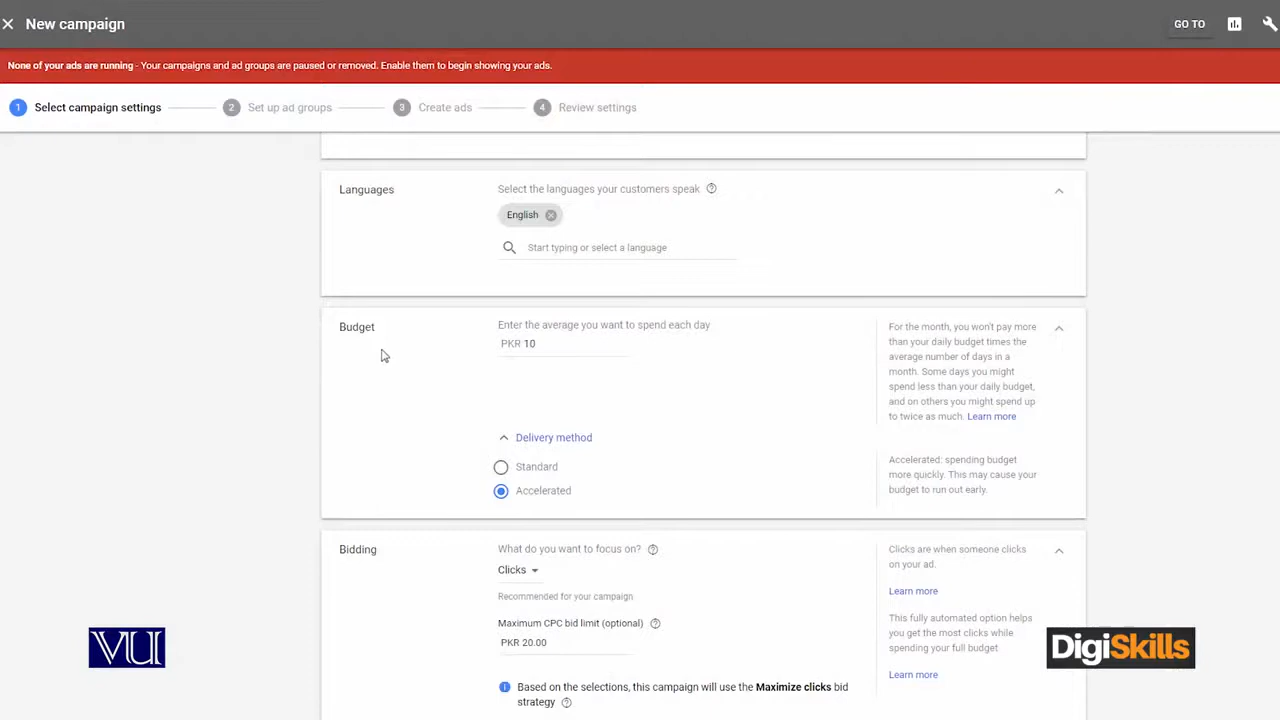 New campaign
GO TO
None of your ads are running - Your campaigns and ad groups are paused or removed. Enable them to begin showing your ads.
1 Select campaign settings 2 Set up ad groups 3 Create ads 4 Review settings
Languages
Select the languages your customers speak
English
Start typing or select a language
Budget
Enter the average you want to spend each day
PKR 10
For the month, you won't pay more
than your daily budget times the
average number of days in a
month. Some days you might
spend less than your daily budget,
and on others you might spend up
to twice as much. Learn more
Delivery method
Standard
Accelerated
Accelerated: spending budget
more quickly. This may cause your
budget to run out early.
Bidding
What do you want to focus on?
Clicks
Recommended for your campaign
Maximum CPC bid limit (optional)
PKR 20.00
Based on the selections, this campaign will use the Maximize clicks bid
strategy
Clicks are when someone clicks
on your ad.
Learn more
This fully automated option helps
you get the most clicks while
spending your full budget
Learn more
VU
DigiSkills